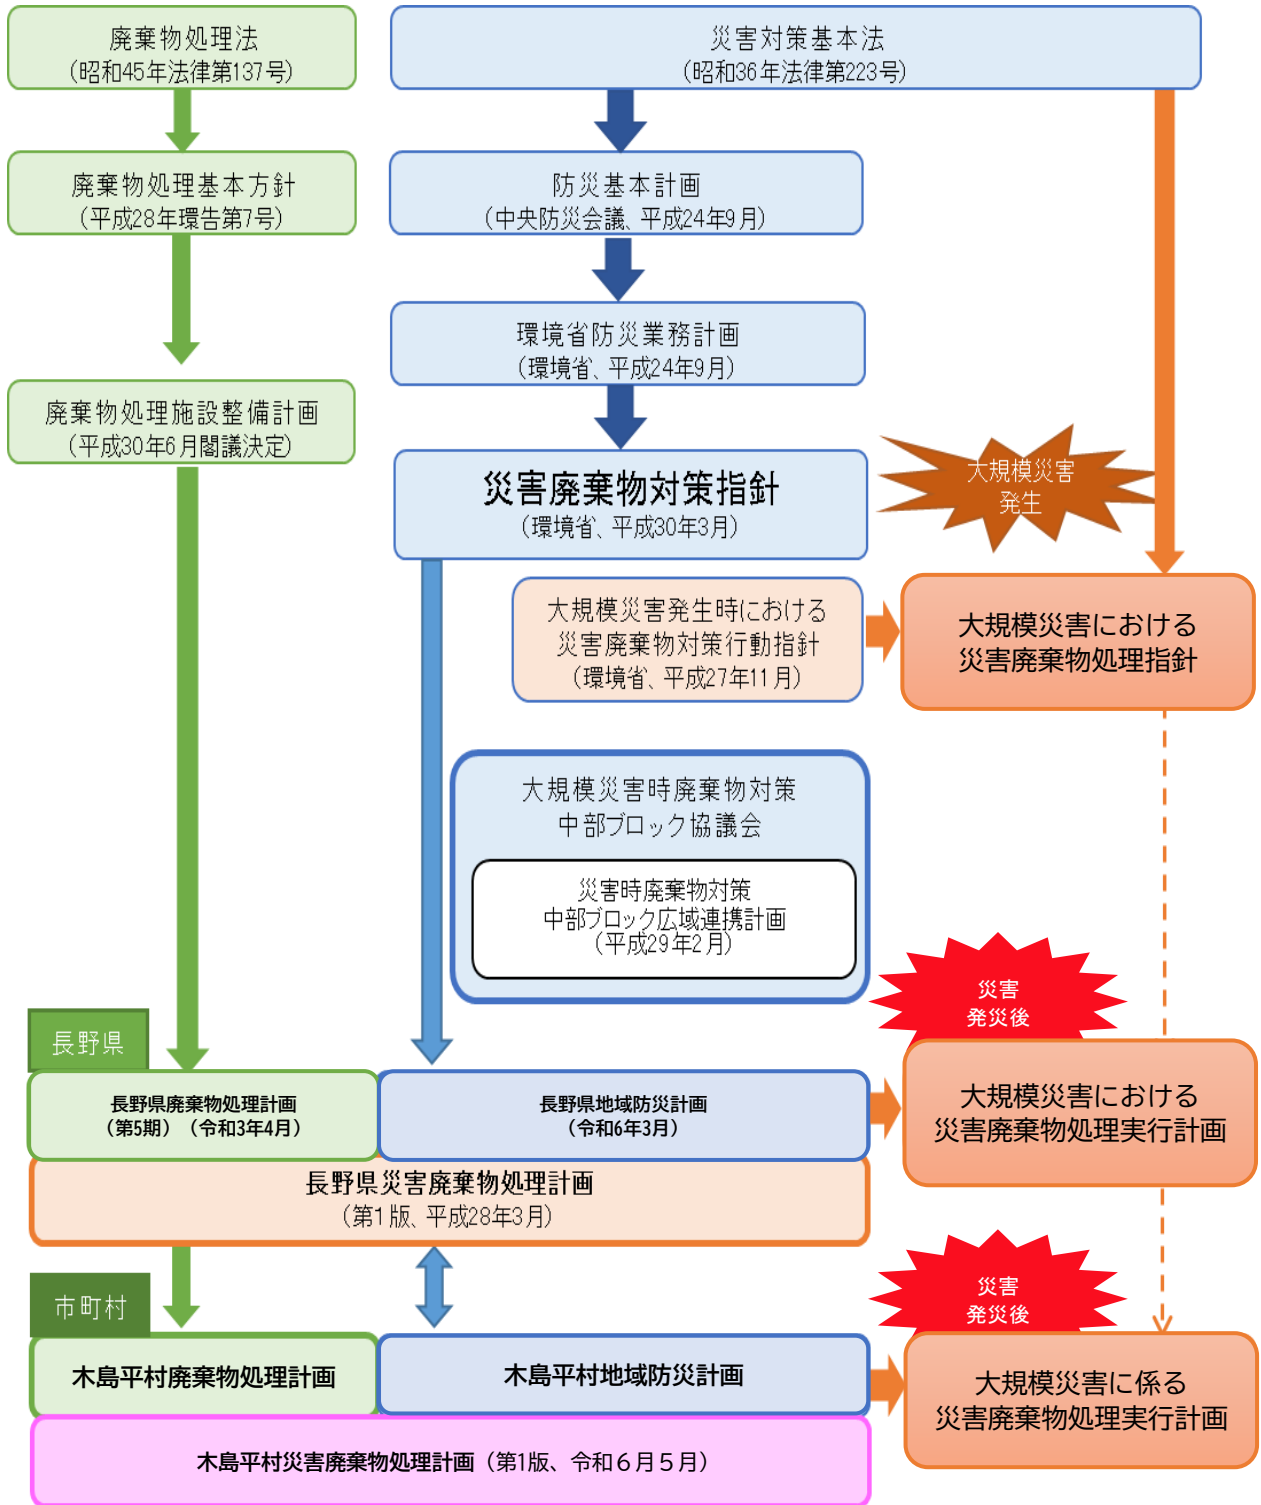 廃棄物処理法
（昭和45年法律第137号）
災害対策基本法
（昭和36年法律第223号）
廃棄物処理基本方針
（平成28年環告第7号）
防災基本計画
（中央防災会議、平成24年9月）
環境省防災業務計画
（環境省、平成24年9月）
廃棄物処理施設整備計画
（平成30年6月閣議決定）
災害廃棄物対策指針
（環境省、平成30年3月）
大規模災害
発生
大規模災害発生時における
災害廃棄物対策行動指針
（環境省、平成27年11月）
大規模災害における
災害廃棄物処理指針
大規模災害時廃棄物対策
中部ブロック協議会
災害時廃棄物対策
中部ブロック広域連携計画
（平成29年2月）
災害
発災後
長野県
長野県廃棄物処理計画
（第5期）（令和3年4月）
長野県地域防災計画
（令和6年3月）
大規模災害における
災害廃棄物処理実行計画
長野県災害廃棄物処理計画
（第1版、平成28年3月）
災害
発災後
市町村
木島平村廃棄物処理計画
木島平村地域防災計画
大規模災害に係る
災害廃棄物処理実行計画
木島平村災害廃棄物処理計画（第1版、令和６月５月）